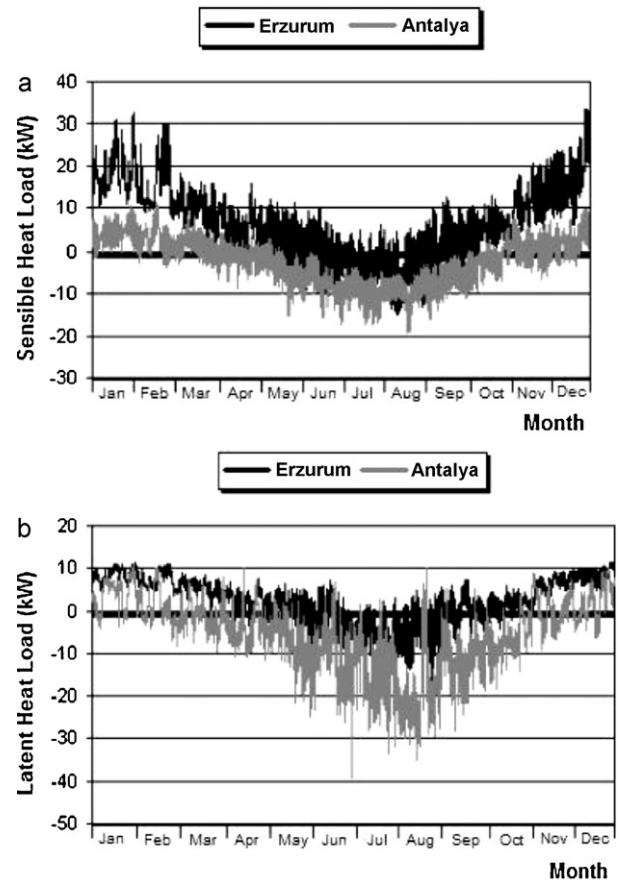 Erzurum Antalya
a
Sensible Heat Load (kW)
40
30
20
10
0
-10
-20
-30
Jan Feb Mar Apr May Jun Jul Aug Sep Oct Nov Dec
Month
Erzurum Antalya
b
Latent Heat Load (kW)
20
10
0
-10
-20
-30
-40
-50
Jan Feb Mar Apr May Jun Jul Aug Sep Oct Nov Dec
Month